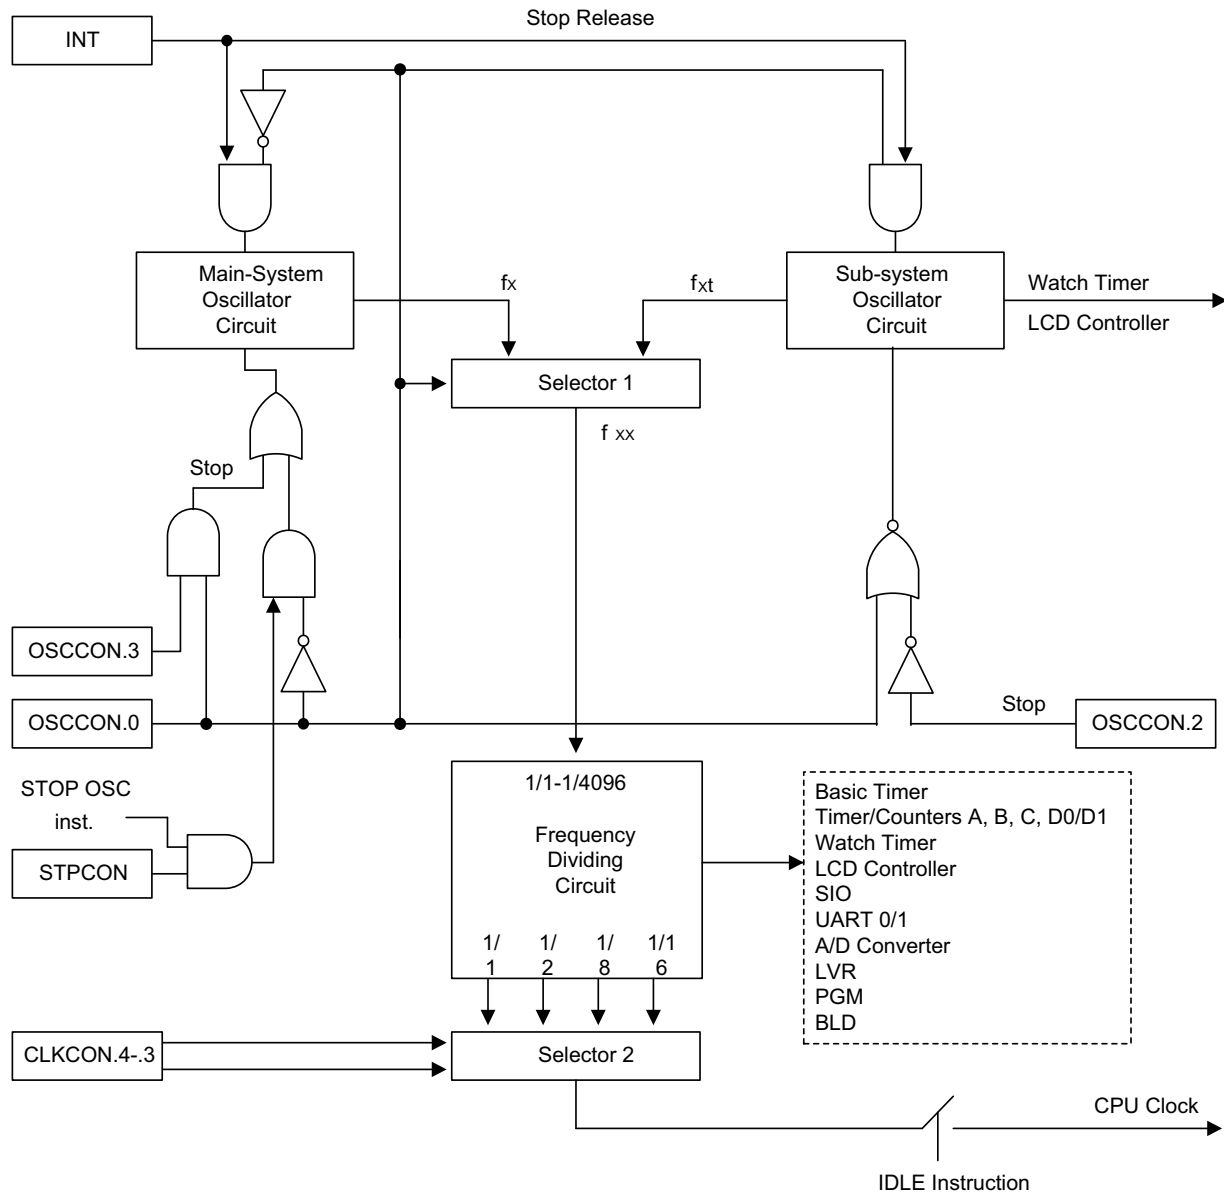 Stop Release
INT
Main-System
Oscillator
Circuit
fx
fxt
Sub-system
Oscillator
Circuit
Watch Timer
LCD Controller
Selector 1
f xx
Stop
OSCCON.3
OSCCON.0
Stop
OSCCON.2
STOP OSC
inst.
STPCON
1/1-1/4096
Frequency
Dividing
Circuit
1/ 1/ 1/ 1/1
1 2 8 6
Basic Timer
Timer/Counters A, B, C, D0/D1
Watch Timer
LCD Controller
SIO
UART 0/1
A/D Converter
LVR
PGM
BLD
CLKCON.4-.3
Selector 2
CPU Clock
IDLE Instruction